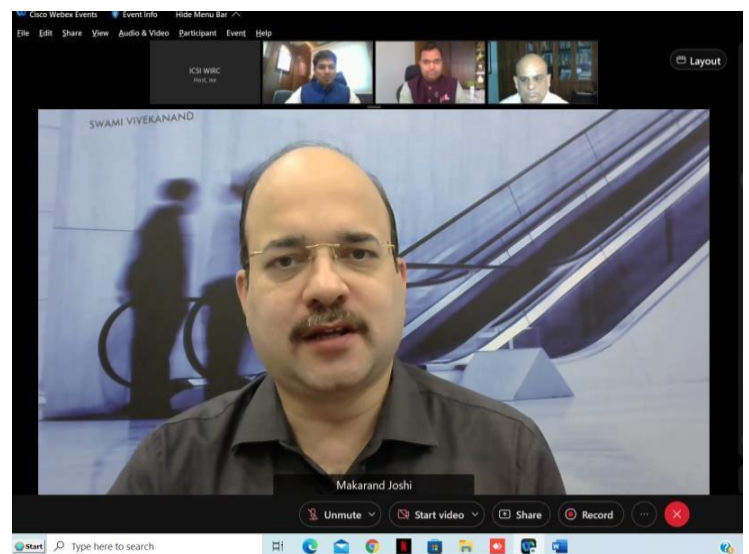 Cisco Webex Events Event Info Hide Menu Bar
File Edit Share View Audio & Video Participant Event Help
ICSI WIRC
Host, me
Layout
SWAMI VIVEKANAND
Makarand Joshi
Unmute Start video Share Record
Start Type here to search